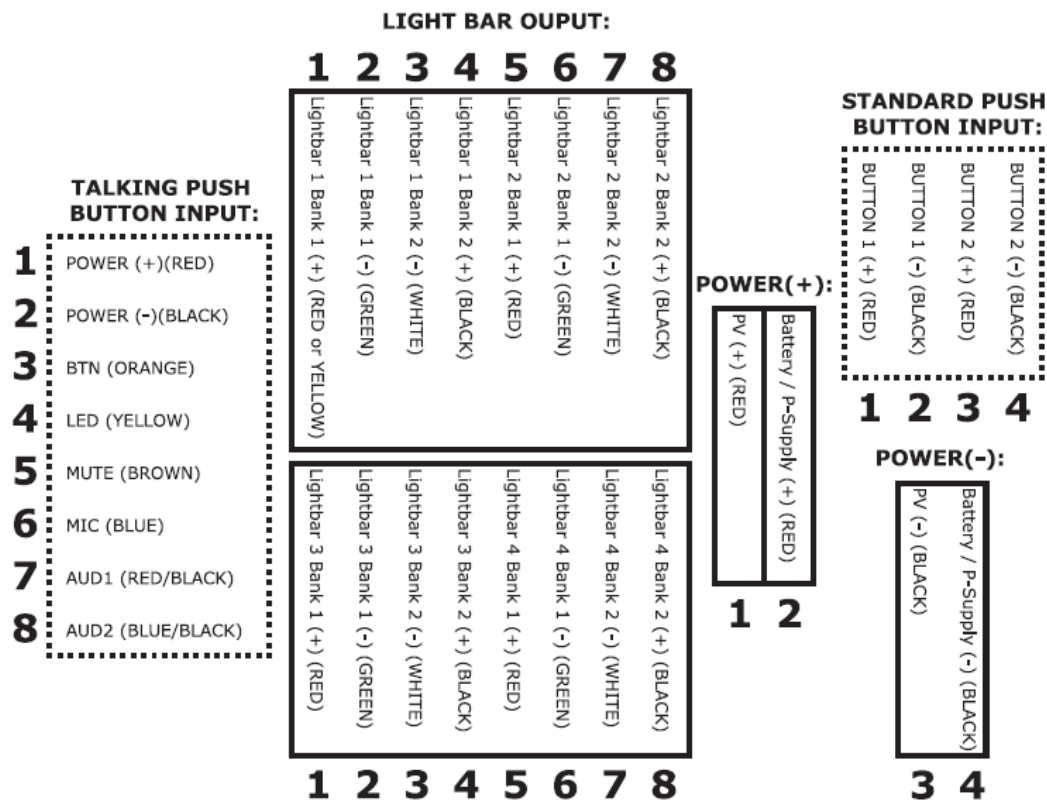 LIGHT BAR OUPUT:
1 2 3 4 5 6 7 8
Lightbar 1 Bank 1 (+) (RED or YELLOW)
Lightbar 1 Bank 1 (-) (GREEN)
Lightbar 1 Bank 2 (-) (WHITE)
Lightbar 1 Bank 2 (+) (BLACK)
Lightbar 2 Bank 1 (+) (RED)
Lightbar 2 Bank 1 (-) (GREEN)
Lightbar 2 Bank 2 (-) (WHITE)
Lightbar 2 Bank 2 (+) (BLACK)
TALKING PUSH
BUTTON INPUT:
1 POWER (+)(RED)
2 POWER (-)(BLACK)
3 BTN (ORANGE)
4 LED (YELLOW)
5 MUTE (BROWN)
6 MIC (BLUE)
7 AUD1 (RED/BLACK)
8 AUD2 (BLUE/BLACK)
Lightbar 3 Bank 1 (+) (RED)
Lightbar 3 Bank 1 (-) (GREEN)
Lightbar 3 Bank 2 (-) (WHITE)
Lightbar 3 Bank 2 (+) (BLACK)
Lightbar 4 Bank 1 (+) (RED)
Lightbar 4 Bank 1 (-) (GREEN)
Lightbar 4 Bank 2 (-) (WHITE)
Lightbar 4 Bank 2 (+) (BLACK)
1 2 3 4 5 6 7 8
POWER(+):
PV (+) (RED)
Battery / P-Supply (+) (RED)
1 2
STANDARD PUSH
BUTTON INPUT:
BUTTON 1 (+) (RED)
BUTTON 1 (-) (BLACK)
BUTTON 2 (+) (RED)
BUTTON 2 (-) (BLACK)
1 2 3 4
POWER(-):
PV (-) (BLACK)
Battery / P-Supply (-) (BLACK)
3 4